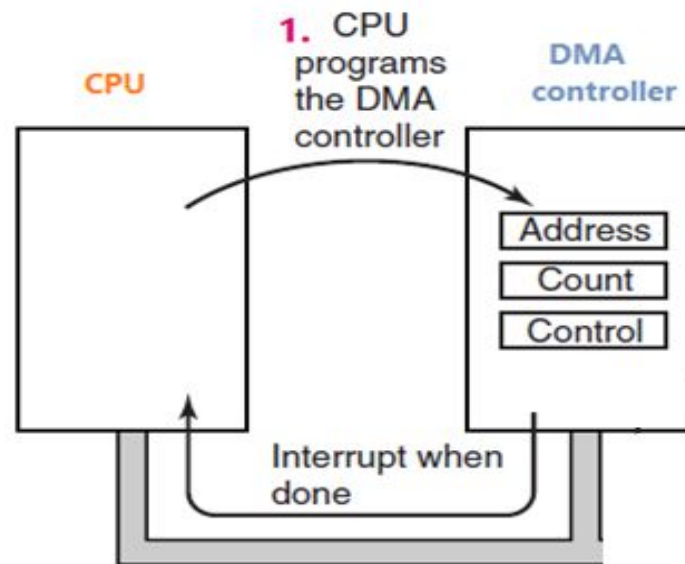 1. CPU
programs
the DMA
controller
CPU
DMA
controller
Address
Count
Control
Interrupt when
done